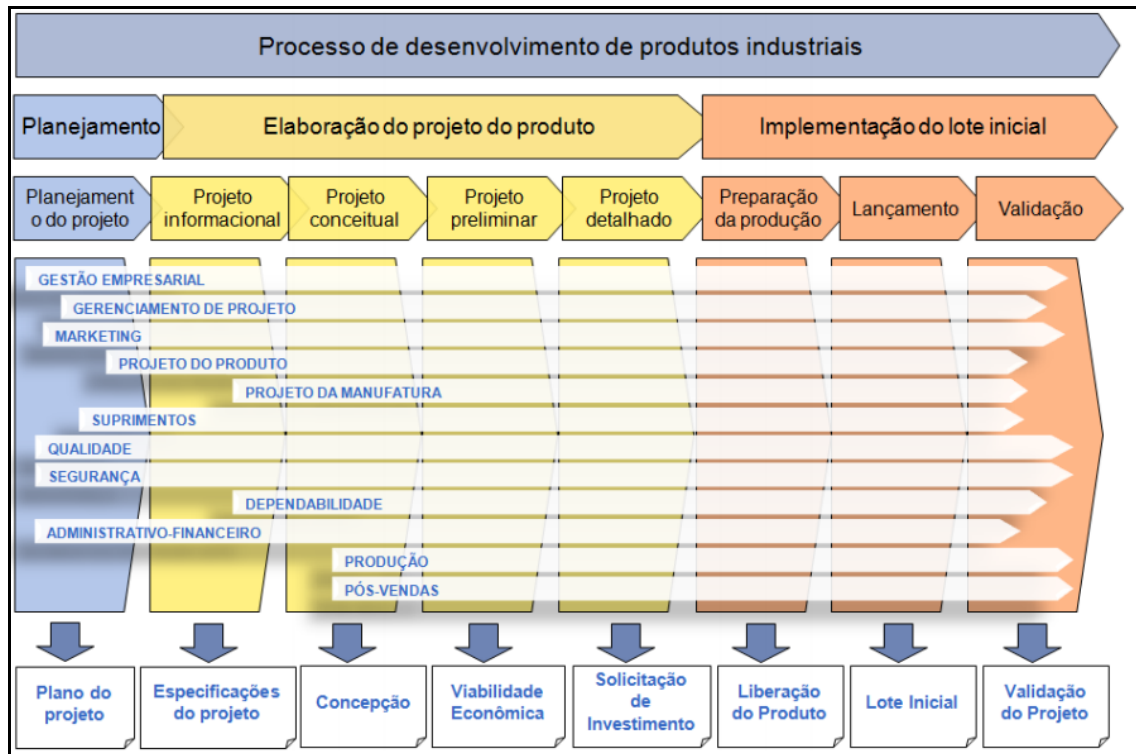 Processo de desenvolvimento de produtos industriais
Planejamento
Elaboração do projeto do produto
Implementação do lote inicial
Planejament
o do projeto
Projeto
informacional
Projeto
conceitual
Projeto
preliminar
Projeto
detalhado
Preparação
da produção
Lançamento
Validação
GESTÃO EMPRESARIAL
GERENCIAMENTO DE PROJETO
MARKETING
PROJETO DO PRODUTO
PROJETO DA MANUFATURA
SUPRIMENTOS
QUALIDADE
SEGURANÇA
DEPENDABILIDADE
ADMINISTRATIVO-FINANCEIRO
PRODUÇÃO
PÓS-VENDAS
Plano do
projeto
Especificações
do projeto
Concepção
Viabilidade
Econômica
Solicitação
de
Investimento
Liberação
do Produto
Lote Inicial
Validação
do Projeto